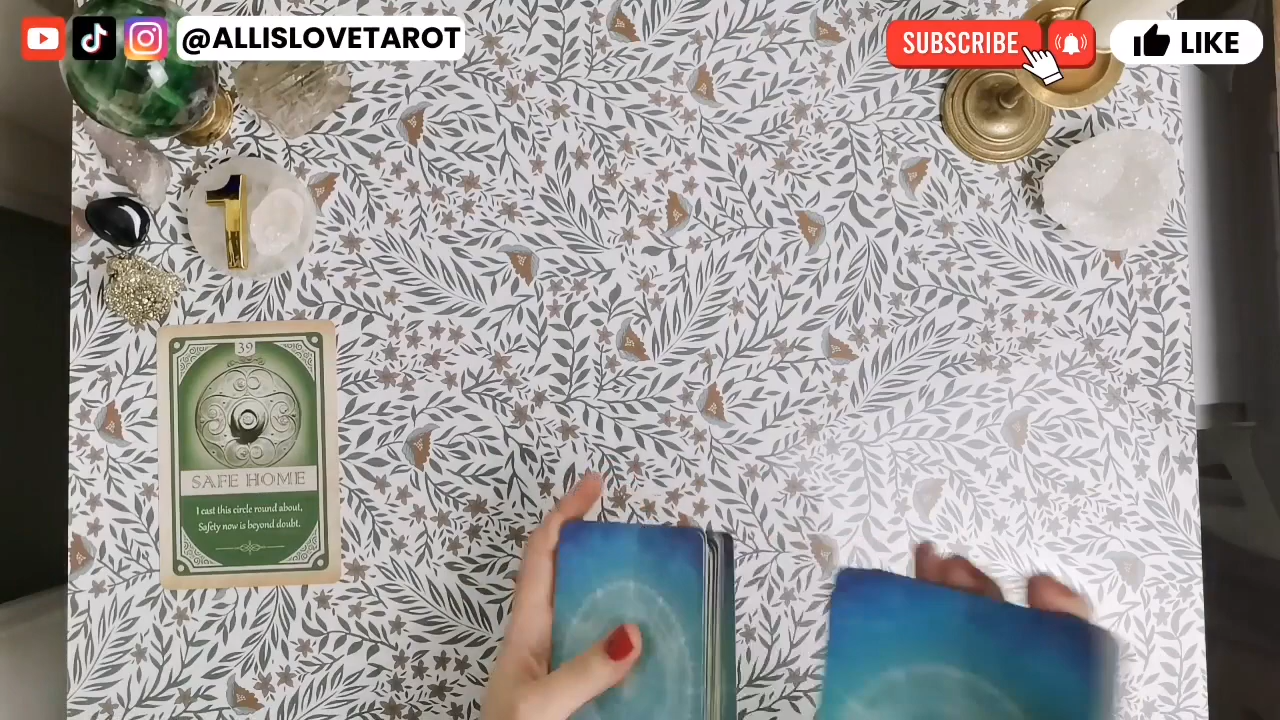 @ALLISLOVETAROT
SUBSCRIBE
LIKE
1
39
SAFE HOME
I cast this circle round about,
Safety now is beyond doubt.